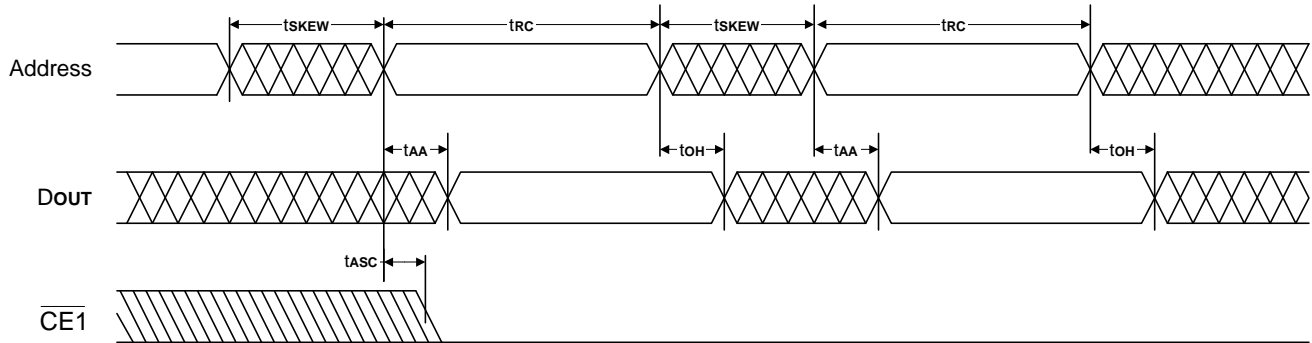 tSKEW tRC tSKEW tRC
Address
tAA tOH tAA tOH
DOUT
tASC
CE1